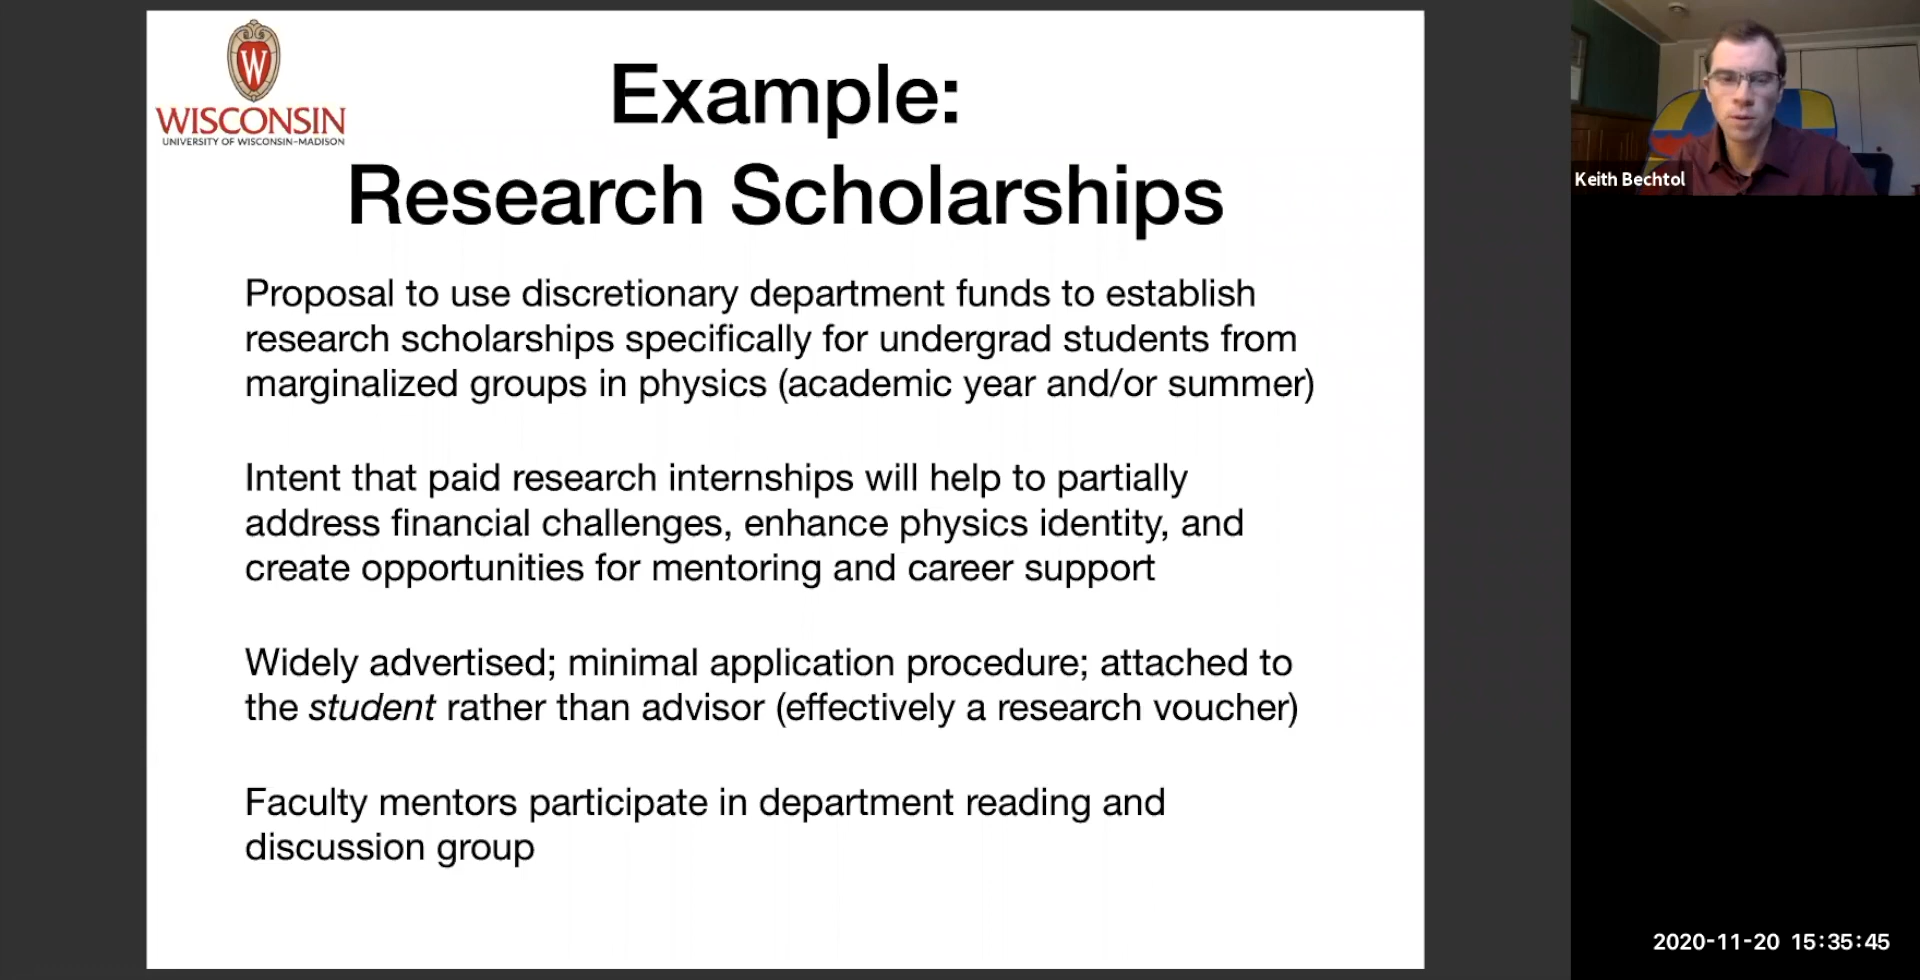 W
WISCONSIN
UNIVERSITY OF WISCONSIN–MADISON
Example:
Research Scholarships
Proposal to use discretionary department funds to establish
research scholarships specifically for undergrad students from
marginalized groups in physics (academic year and/or summer)
Intent that paid research internships will help to partially
address financial challenges, enhance physics identity, and
create opportunities for mentoring and career support
Widely advertised; minimal application procedure; attached to
the student rather than advisor (effectively a research voucher)
Faculty mentors participate in department reading and
discussion group
Keith Bechtol
2020-11-20 15:35:45